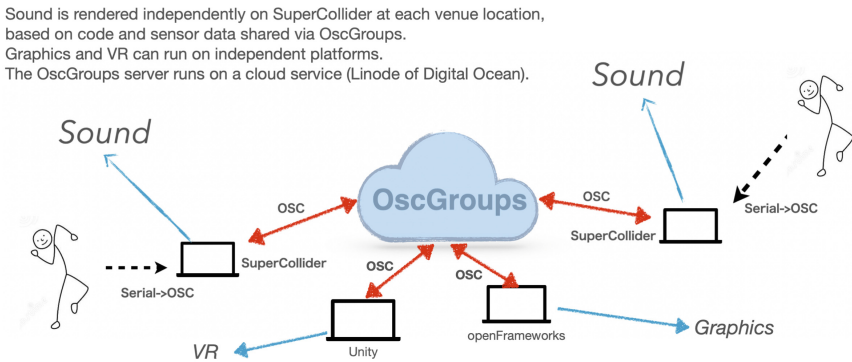 Sound is rendered independently on SuperCollider at each venue location,
based on code and sensor data shared via OscGroups.
Graphics and VR can run on independent platforms.
The OscGroups server runs on a cloud service (Linode of Digital Ocean).
Sound
Sound
OSC
OscGroups
OSC
Serial->OSC
SuperCollider
SuperCollider
OSC
OSC
Serial->OSC
openFrameworks
Graphics
VR
Unity